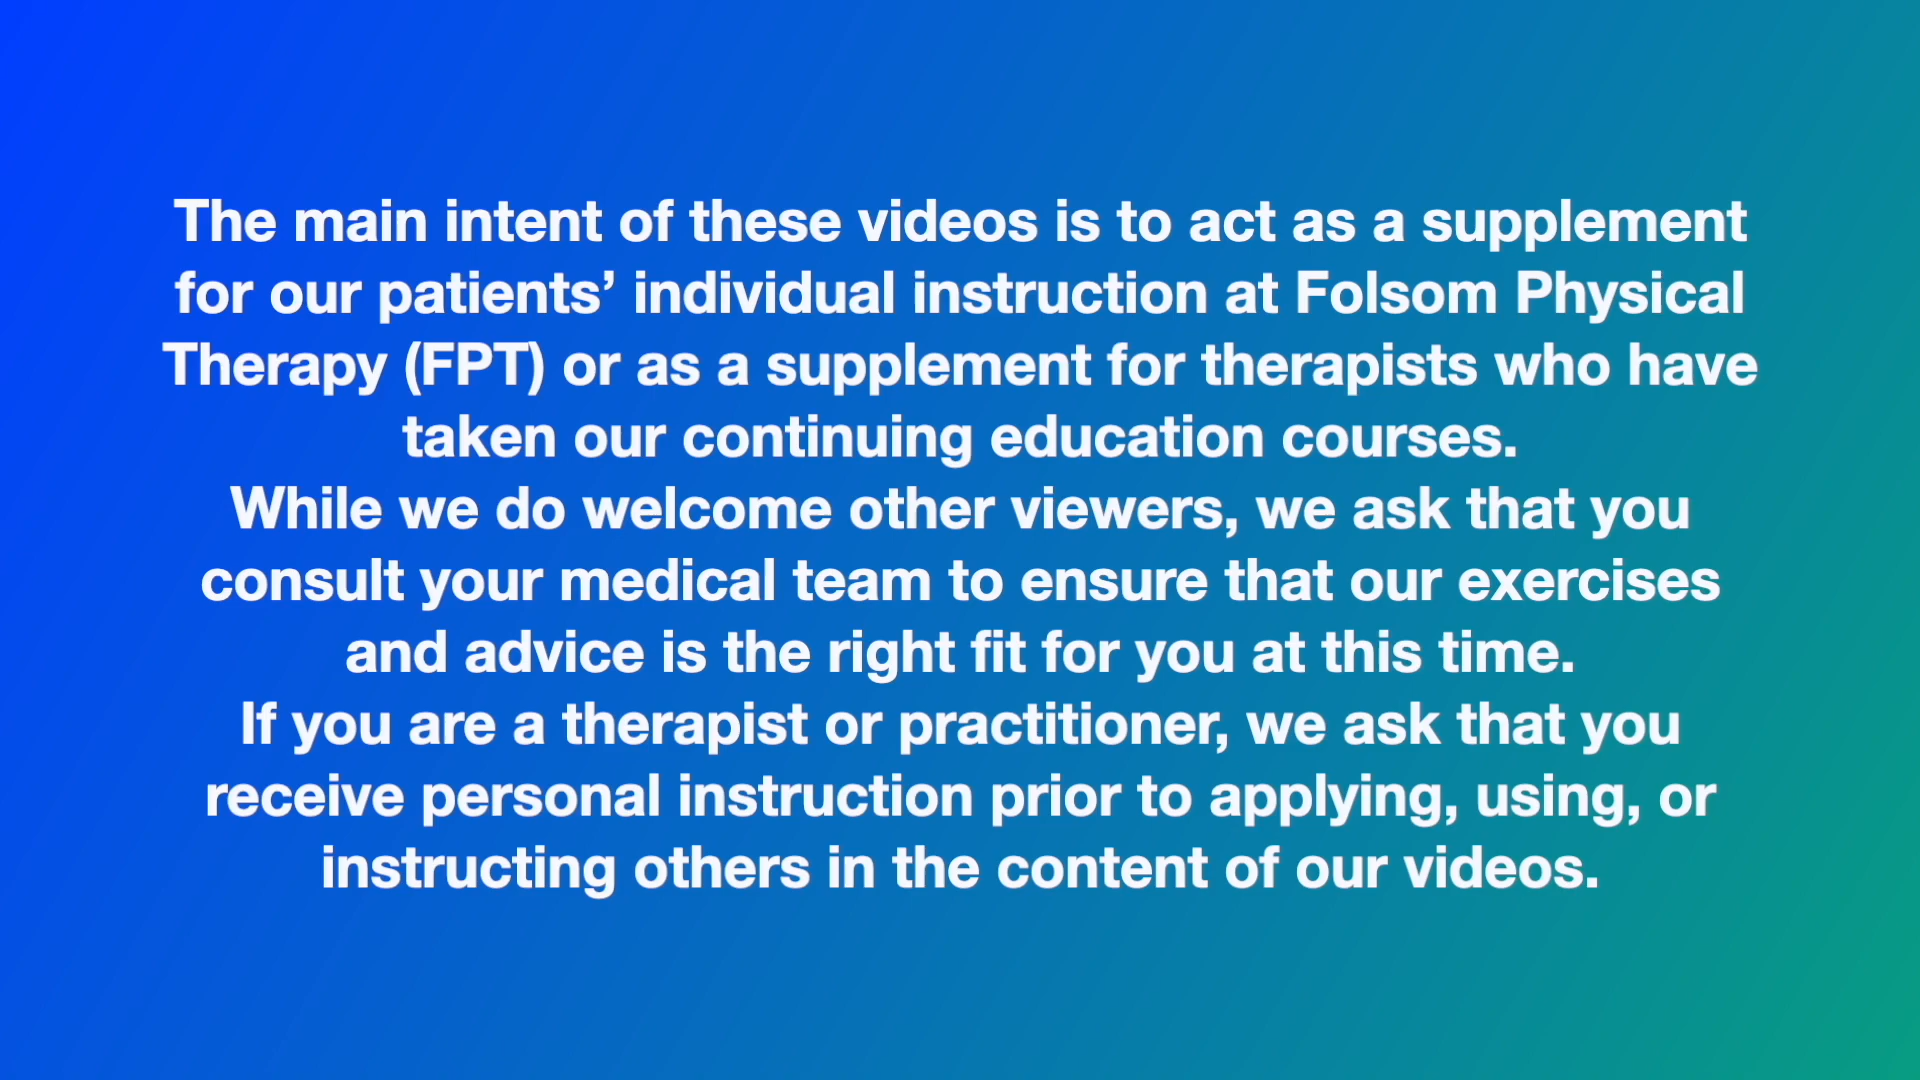 The main intent of these videos is to act as a supplement
for our patients’ individual instruction at Folsom Physical
Therapy (FPT) or as a supplement for therapists who have
taken our continuing education courses.
While we do welcome other viewers, we ask that you
consult your medical team to ensure that our exercises
and advice is the right fit for you at this time.
If you are a therapist or practitioner, we ask that you
receive personal instruction prior to applying, using, or
instructing others in the content of our videos.